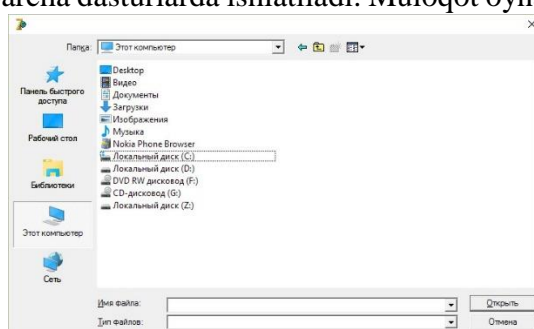 barcha dasturlarda ishlatiladi. Muloqot oyn
Папка: Этот компьютер
Панель быстрого доступа
Рабочий стол
Библиотеки
Этот компьютер
Сеть
Desktop
Видео
Документы
Загрузки
Изображения
Музыка
Nokia Phone Browser
Локальный диск (C:)
Локальный диск (D:)
DVD RW дисковод (F:)
CD-дисковод (G:)
Локальный диск (Z:)
Имя файла:
Открыть
Тип файлов:
Отмена